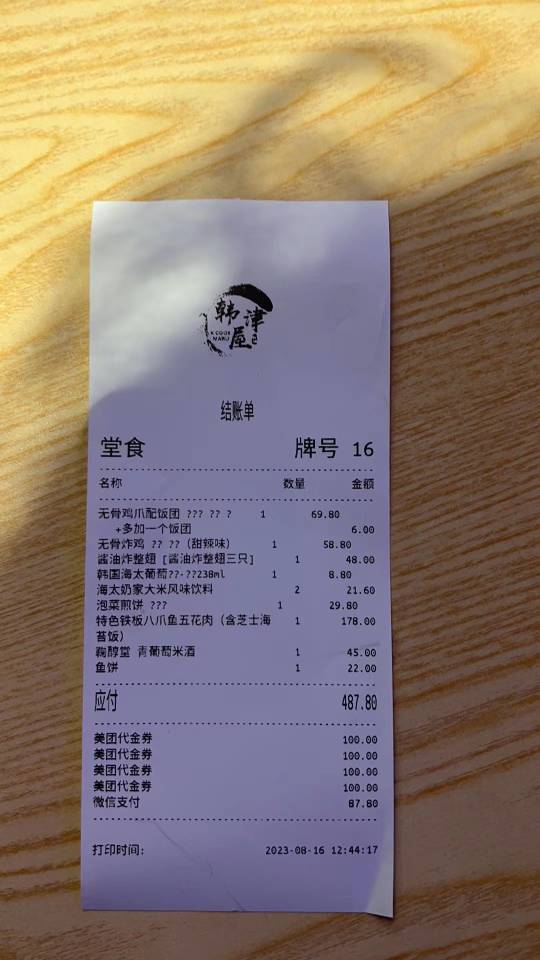 韩津
K COOK
MARU 屋
结账单
堂食 牌号 16
名称 数量 金额
无骨鸡爪配饭团 ??? ?? ? 1 69.80
+多加一个饭团 6.00
无骨炸鸡 ?? ??（甜辣味） 1 58.80
酱油炸整翅 [酱油炸整翅三只] 1 48.00
韩国海太葡萄??·??238ml 1 8.80
海太奶家大米风味饮料 2 21.60
泡菜煎饼 ??? 1 29.80
特色铁板八爪鱼五花肉（含芝士海 1 178.00
苔饭）
鞠醇堂 青葡萄米酒 1 45.00
鱼饼 1 22.00
应付 487.80
美团代金券 100.00
美团代金券 100.00
美团代金券 100.00
美团代金券 100.00
微信支付 87.80
打印时间: 2023-08-16 12:44:17